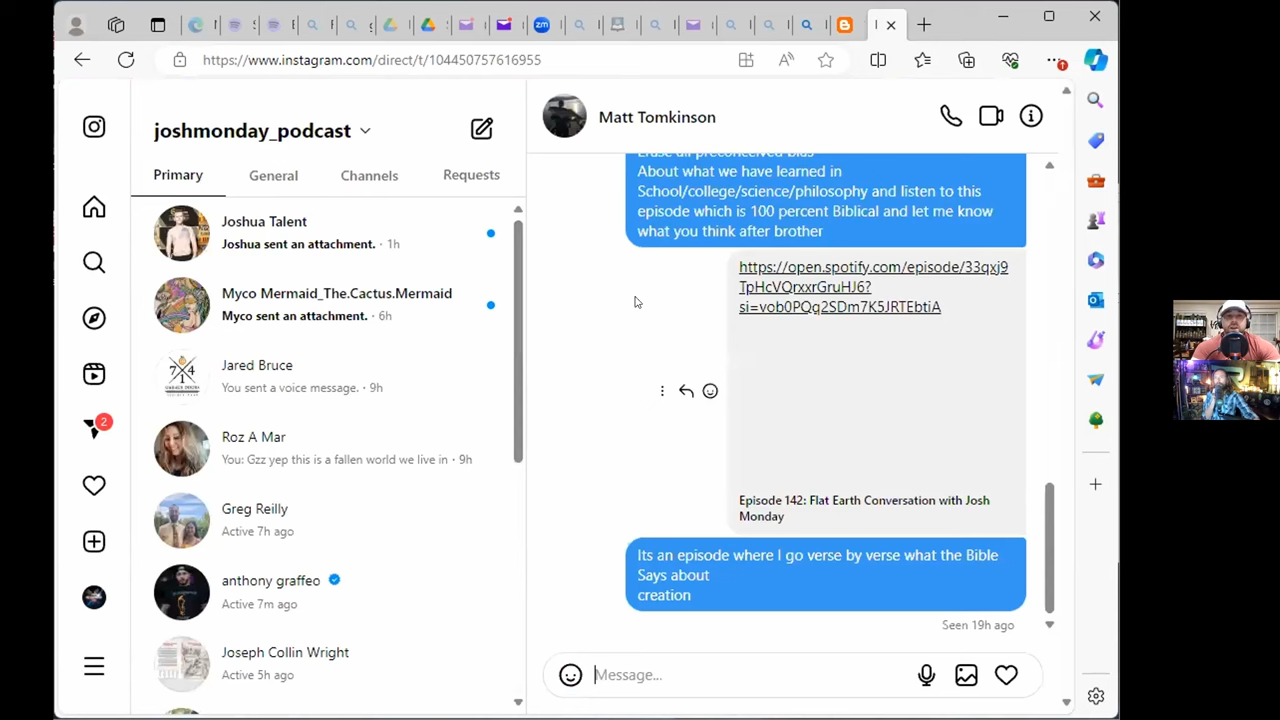 https://www.instagram.com/direct/t/104450757616955
joshmonday_podcast
Primary
General
Channels
Requests
Joshua Talent
Joshua sent an attachment. · 1h
Myco Mermaid_The.Cactus.Mermaid
Myco sent an attachment. · 6h
Jared Bruce
You sent a voice message. · 9h
Roz A Mar
You: Gzz yep this is a fallen world we live in · 9h
Greg Reilly
Active 7h ago
anthony graffeo
Active 7m ago
Joseph Collin Wright
Active 5h ago
2
Matt Tomkinson
Erase all preconceived bias
About what we have learned in
School/college/science/philosophy and listen to this
episode which is 100 percent Biblical and let me know
what you think after brother
https://open.spotify.com/episode/33qxj9
TpHcVQrxxrGruHJ6?
si=vob0PQq2SDm7K5JRTEbtiA
Episode 142: Flat Earth Conversation with Josh
Monday
Its an episode where I go verse by verse what the Bible
Says about
creation
Seen 19h ago
Message...